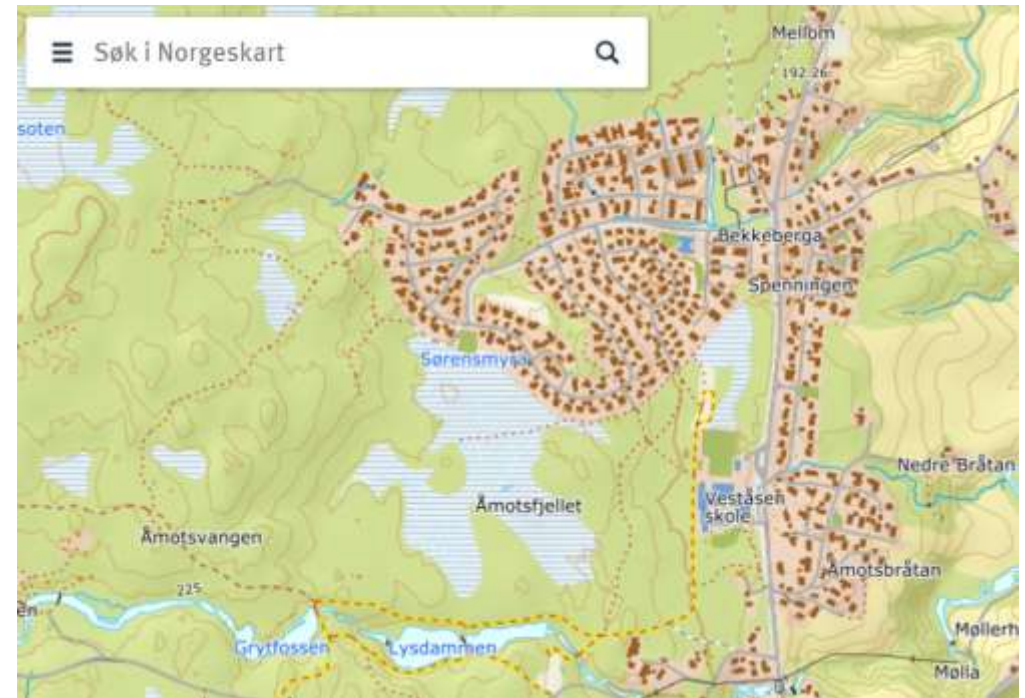 Søk i Norgeskart
Mellom
192.26
soten
Bekkeberga
Spenningen
Sørensmyra
Nedre Bråtan
Åmotsfjellet
Veståsen
skole
Åmotsvangen
Åmotsbråtan
225
Grytfossen
Lysdammen
Møllerh
Mølla